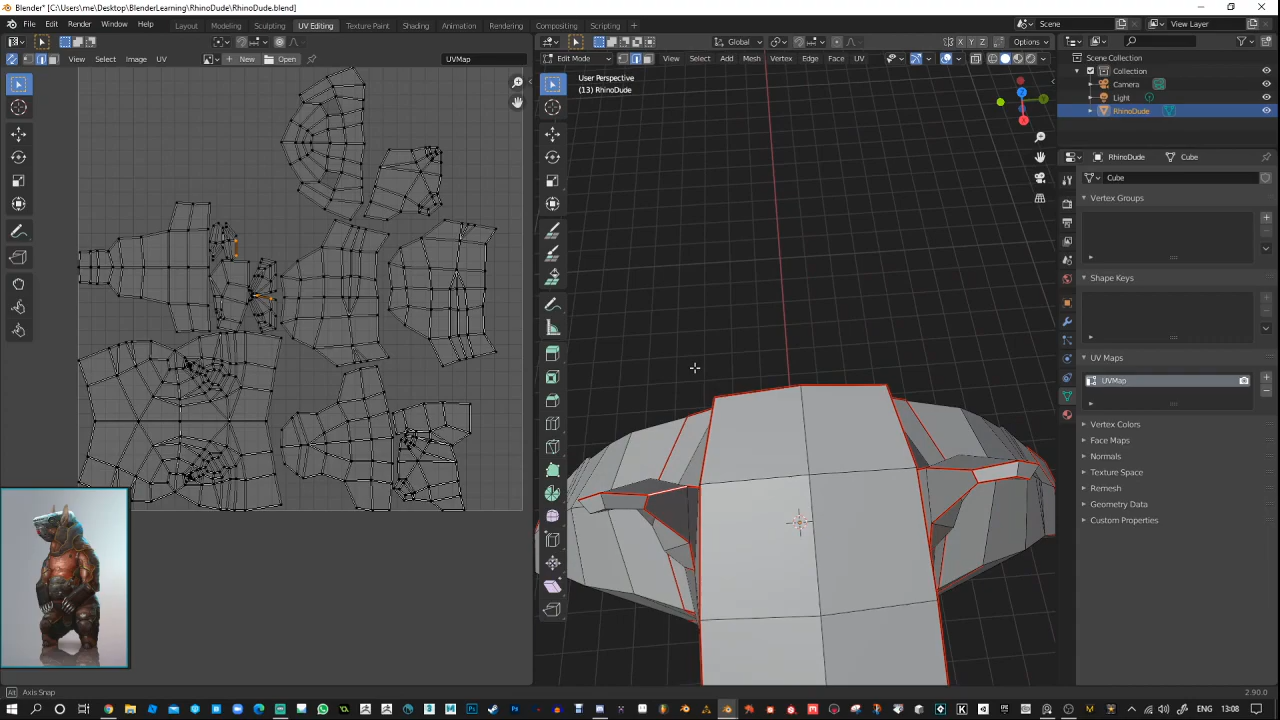 Blender* [C:\Users\me\Desktop\BlenderLearning\RhinoDude\RhinoDude.blend]
File Edit Render Window Help Layout Modeling Sculpting UV Editing Texture Paint Shading Animation Rendering Compositing Scripting + Scene View Layer
Global Options
View Select Image UV New Open UVMap
Edit Mode View Select Add Mesh Vertex Edge Face UV
User Perspective
(13) RhinoDude
X Y Z
Scene Collection
Collection
Camera
Light
RhinoDude
RhinoDude Cube
Cube
Vertex Groups
Shape Keys
UV Maps
UVMap
Vertex Colors
Face Maps
Normals
Texture Space
Remesh
Geometry Data
Custom Properties
Alt Axis Snap 2.90.0
ENG 13:08